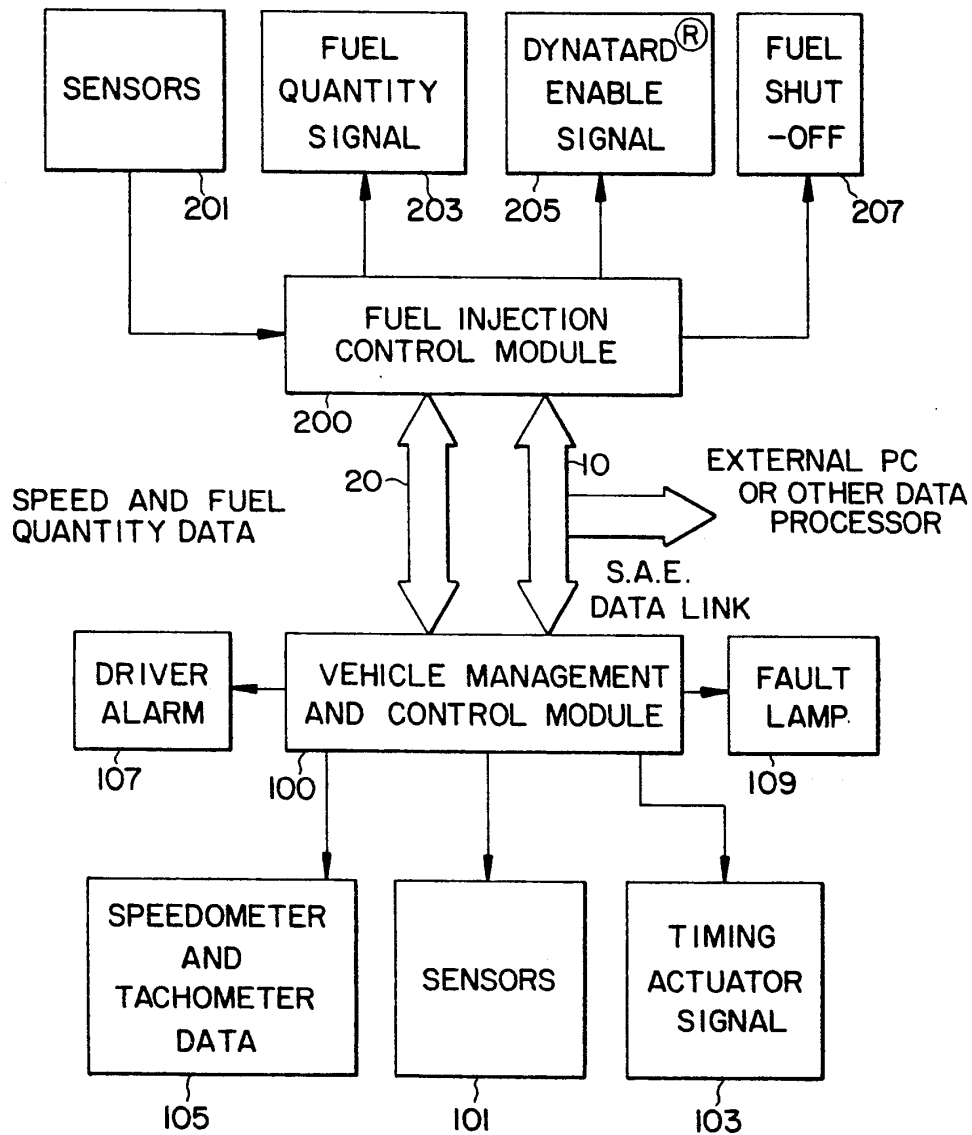 SENSORS
FUEL
QUANTITY
SIGNAL
DYNATARD®
ENABLE
SIGNAL
FUEL
SHUT
-OFF
201
203
205
207
FUEL INJECTION
CONTROL MODULE
200
20
10
SPEED AND FUEL
QUANTITY DATA
EXTERNAL PC
OR OTHER DATA
PROCESSOR
S.A.E.
DATA LINK
DRIVER
ALARM
VEHICLE MANAGEMENT
AND CONTROL MODULE
FAULT
LAMP
107
100
109
SPEEDOMETER
AND
TACHOMETER
DATA
SENSORS
TIMING
ACTUATOR
SIGNAL
105
101
103